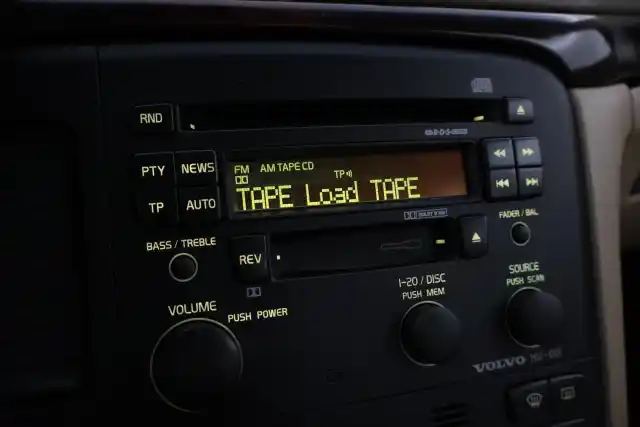 RND
R·D·S
PTY NEWS
FM AM TAPE CD
TP
TAPE Load TAPE
TP AUTO
FADER / BAL
BASS / TREBLE
REV
1-20 / DISC
PUSH MEM
SOURCE
PUSH SCAN
VOLUME
PUSH POWER
VOLVO